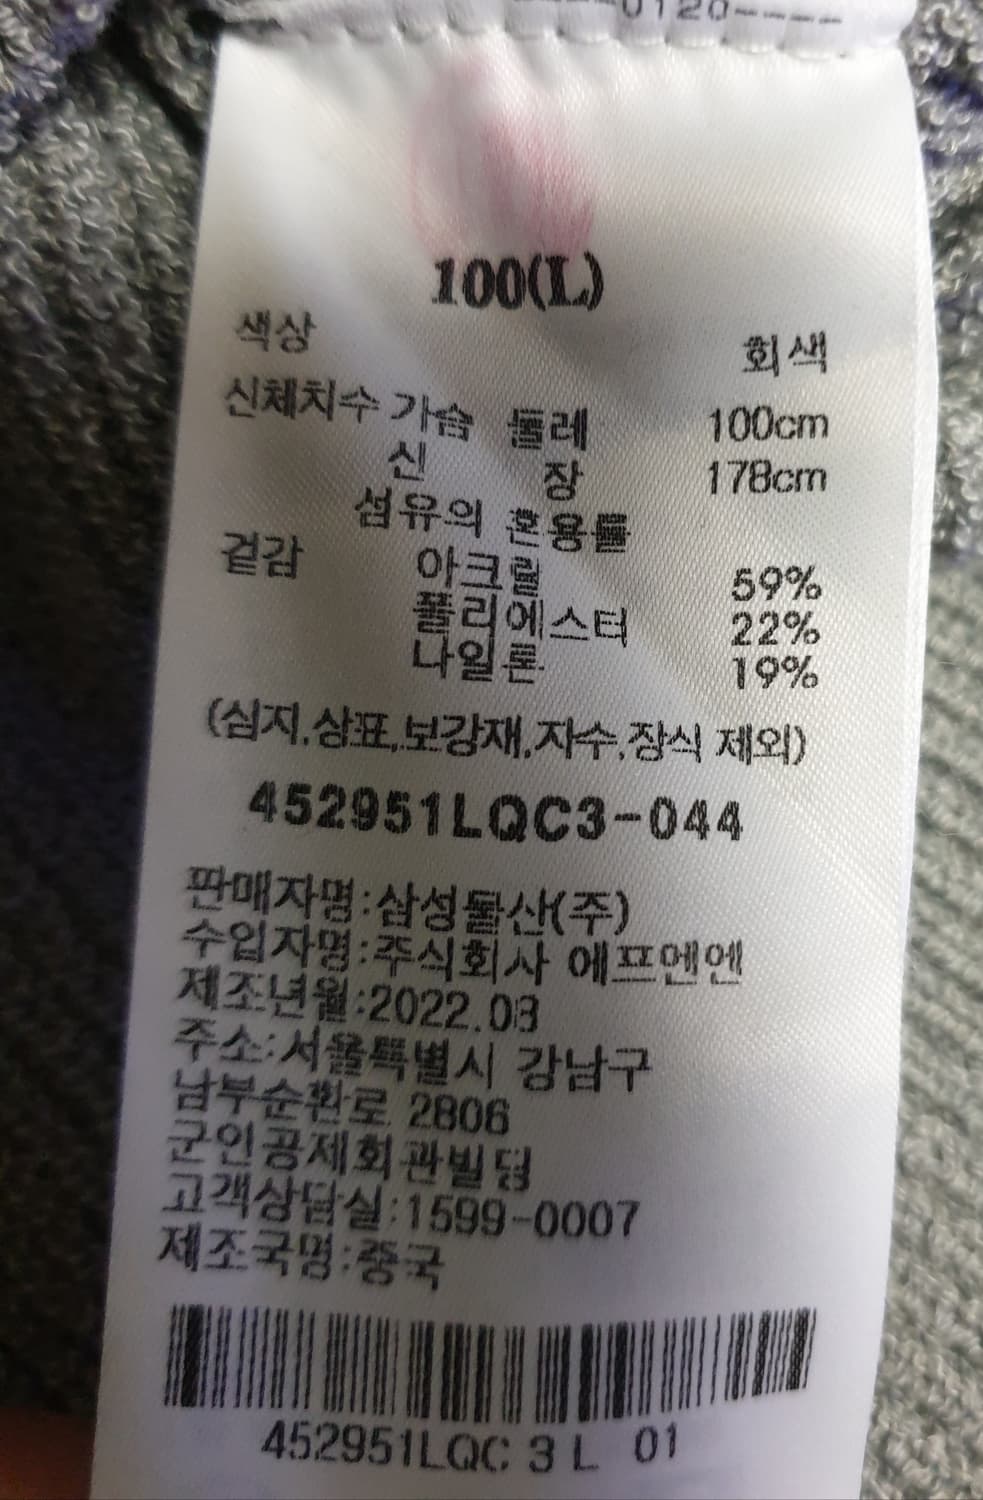 0120----
100(L)
색상 회색
신체치수 가슴 둘레 100cm
신 장 178cm
섬유의 혼용률
겉감 아크릴 59%
폴리에스터 22%
나일론 19%
(심지,상표,보강재,자수,장식 제외)
452951LQC3-044
판매자명:삼성물산(주)
수입자명:주식회사 에프엔엔
제조년월:2022.08
주소:서울특별시 강남구
남부순환로 2806
군인공제회관빌딩
고객상담실:1599-0007
제조국명:중국
452951LQC 3 L 01